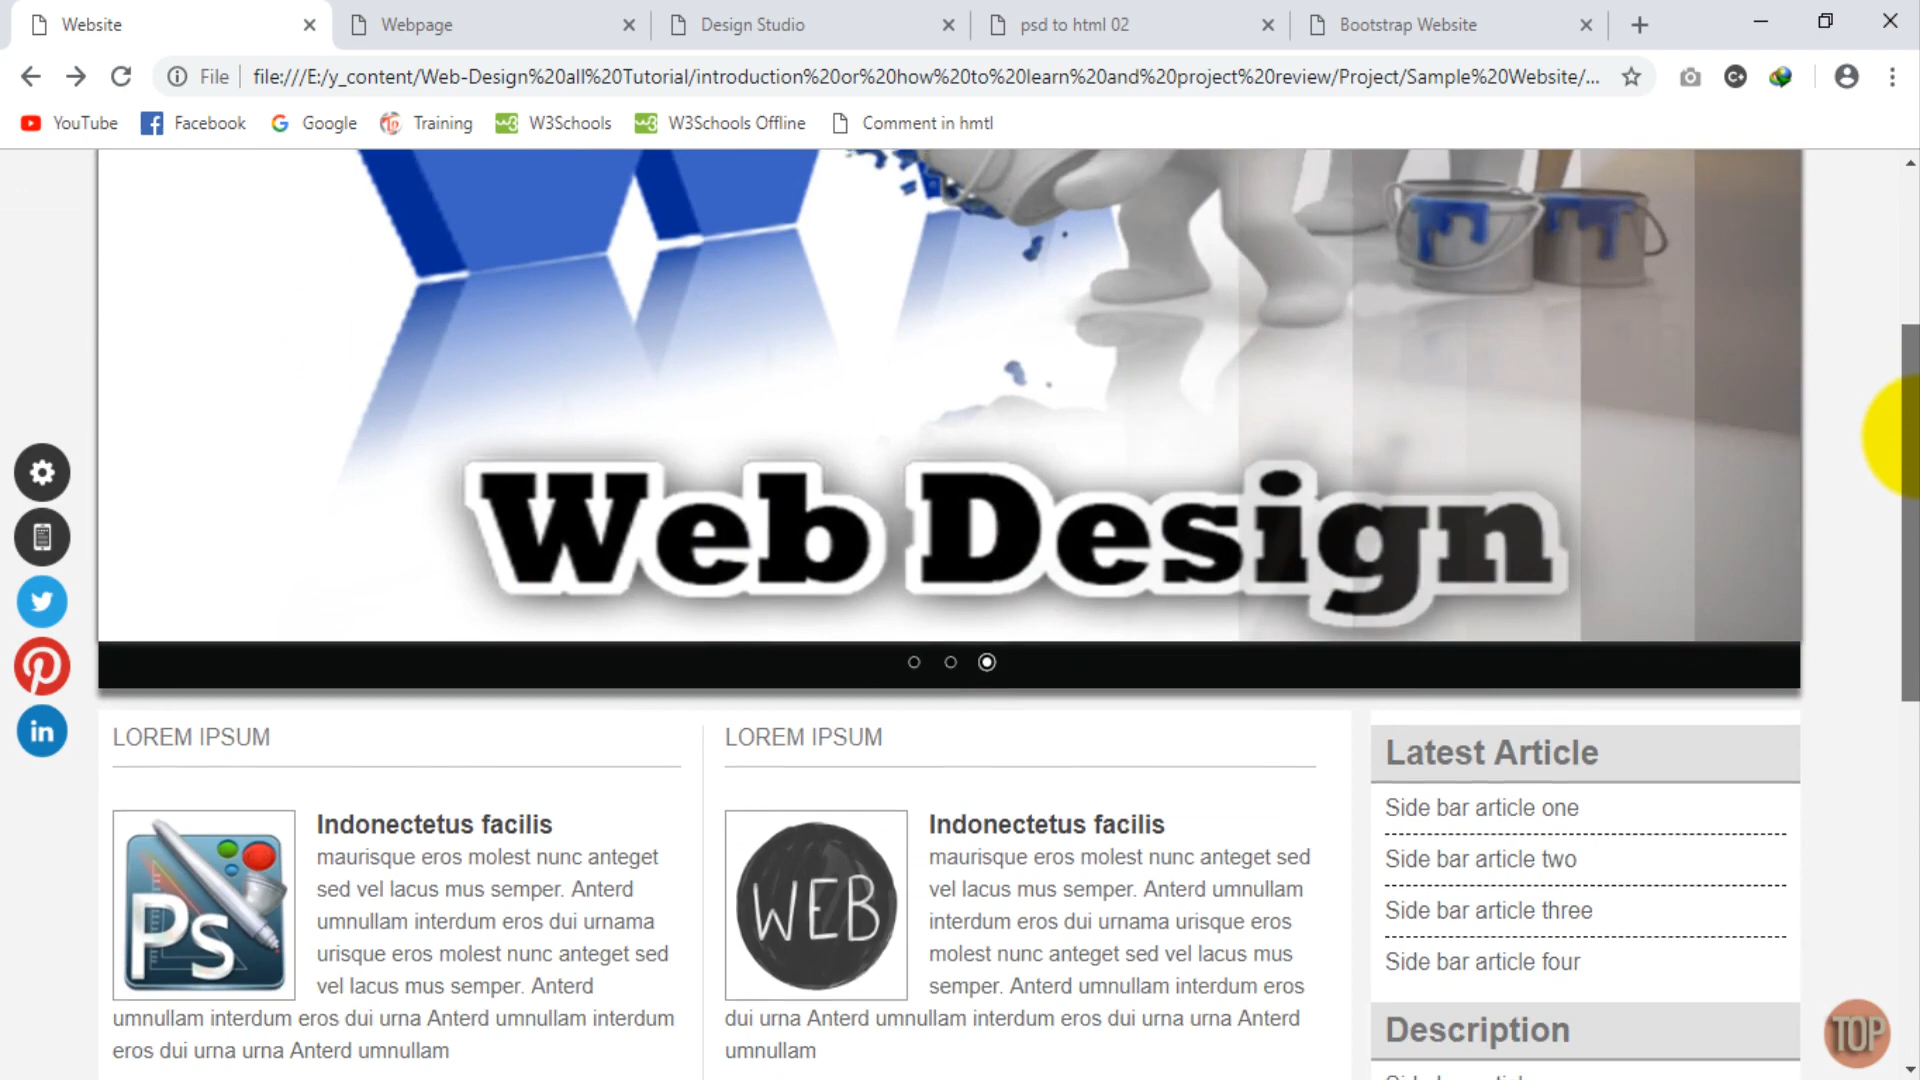 Website
Webpage
Design Studio
psd to html 02
Bootstrap Website
File
file:///E:/y_content/Web-Design%20all%20Tutorial/introduction%20or%20how%20to%20learn%20and%20project%20review/Project/Sample%20Website/...
YouTube
Facebook
Google
Training
W3Schools
W3Schools Offline
Comment in hmtl
Web Design
LOREM IPSUM
Ps
Indonectetus facilis
maurisque eros molest nunc anteget
sed vel lacus mus semper. Anterd
umnullam interdum eros dui urnama
urisque eros molest nunc anteget sed
vel lacus mus semper. Anterd
umnullam interdum eros dui urna Anterd umnullam interdum
eros dui urna urna Anterd umnullam
LOREM IPSUM
WEB
Indonectetus facilis
maurisque eros molest nunc anteget sed
vel lacus mus semper. Anterd umnullam
interdum eros dui urnama urisque eros
molest nunc anteget sed vel lacus mus
semper. Anterd umnullam interdum eros
dui urna Anterd umnullam interdum eros dui urna urna Anterd
umnullam
Latest Article
Side bar article one
Side bar article two
Side bar article three
Side bar article four
Description
TOP
in